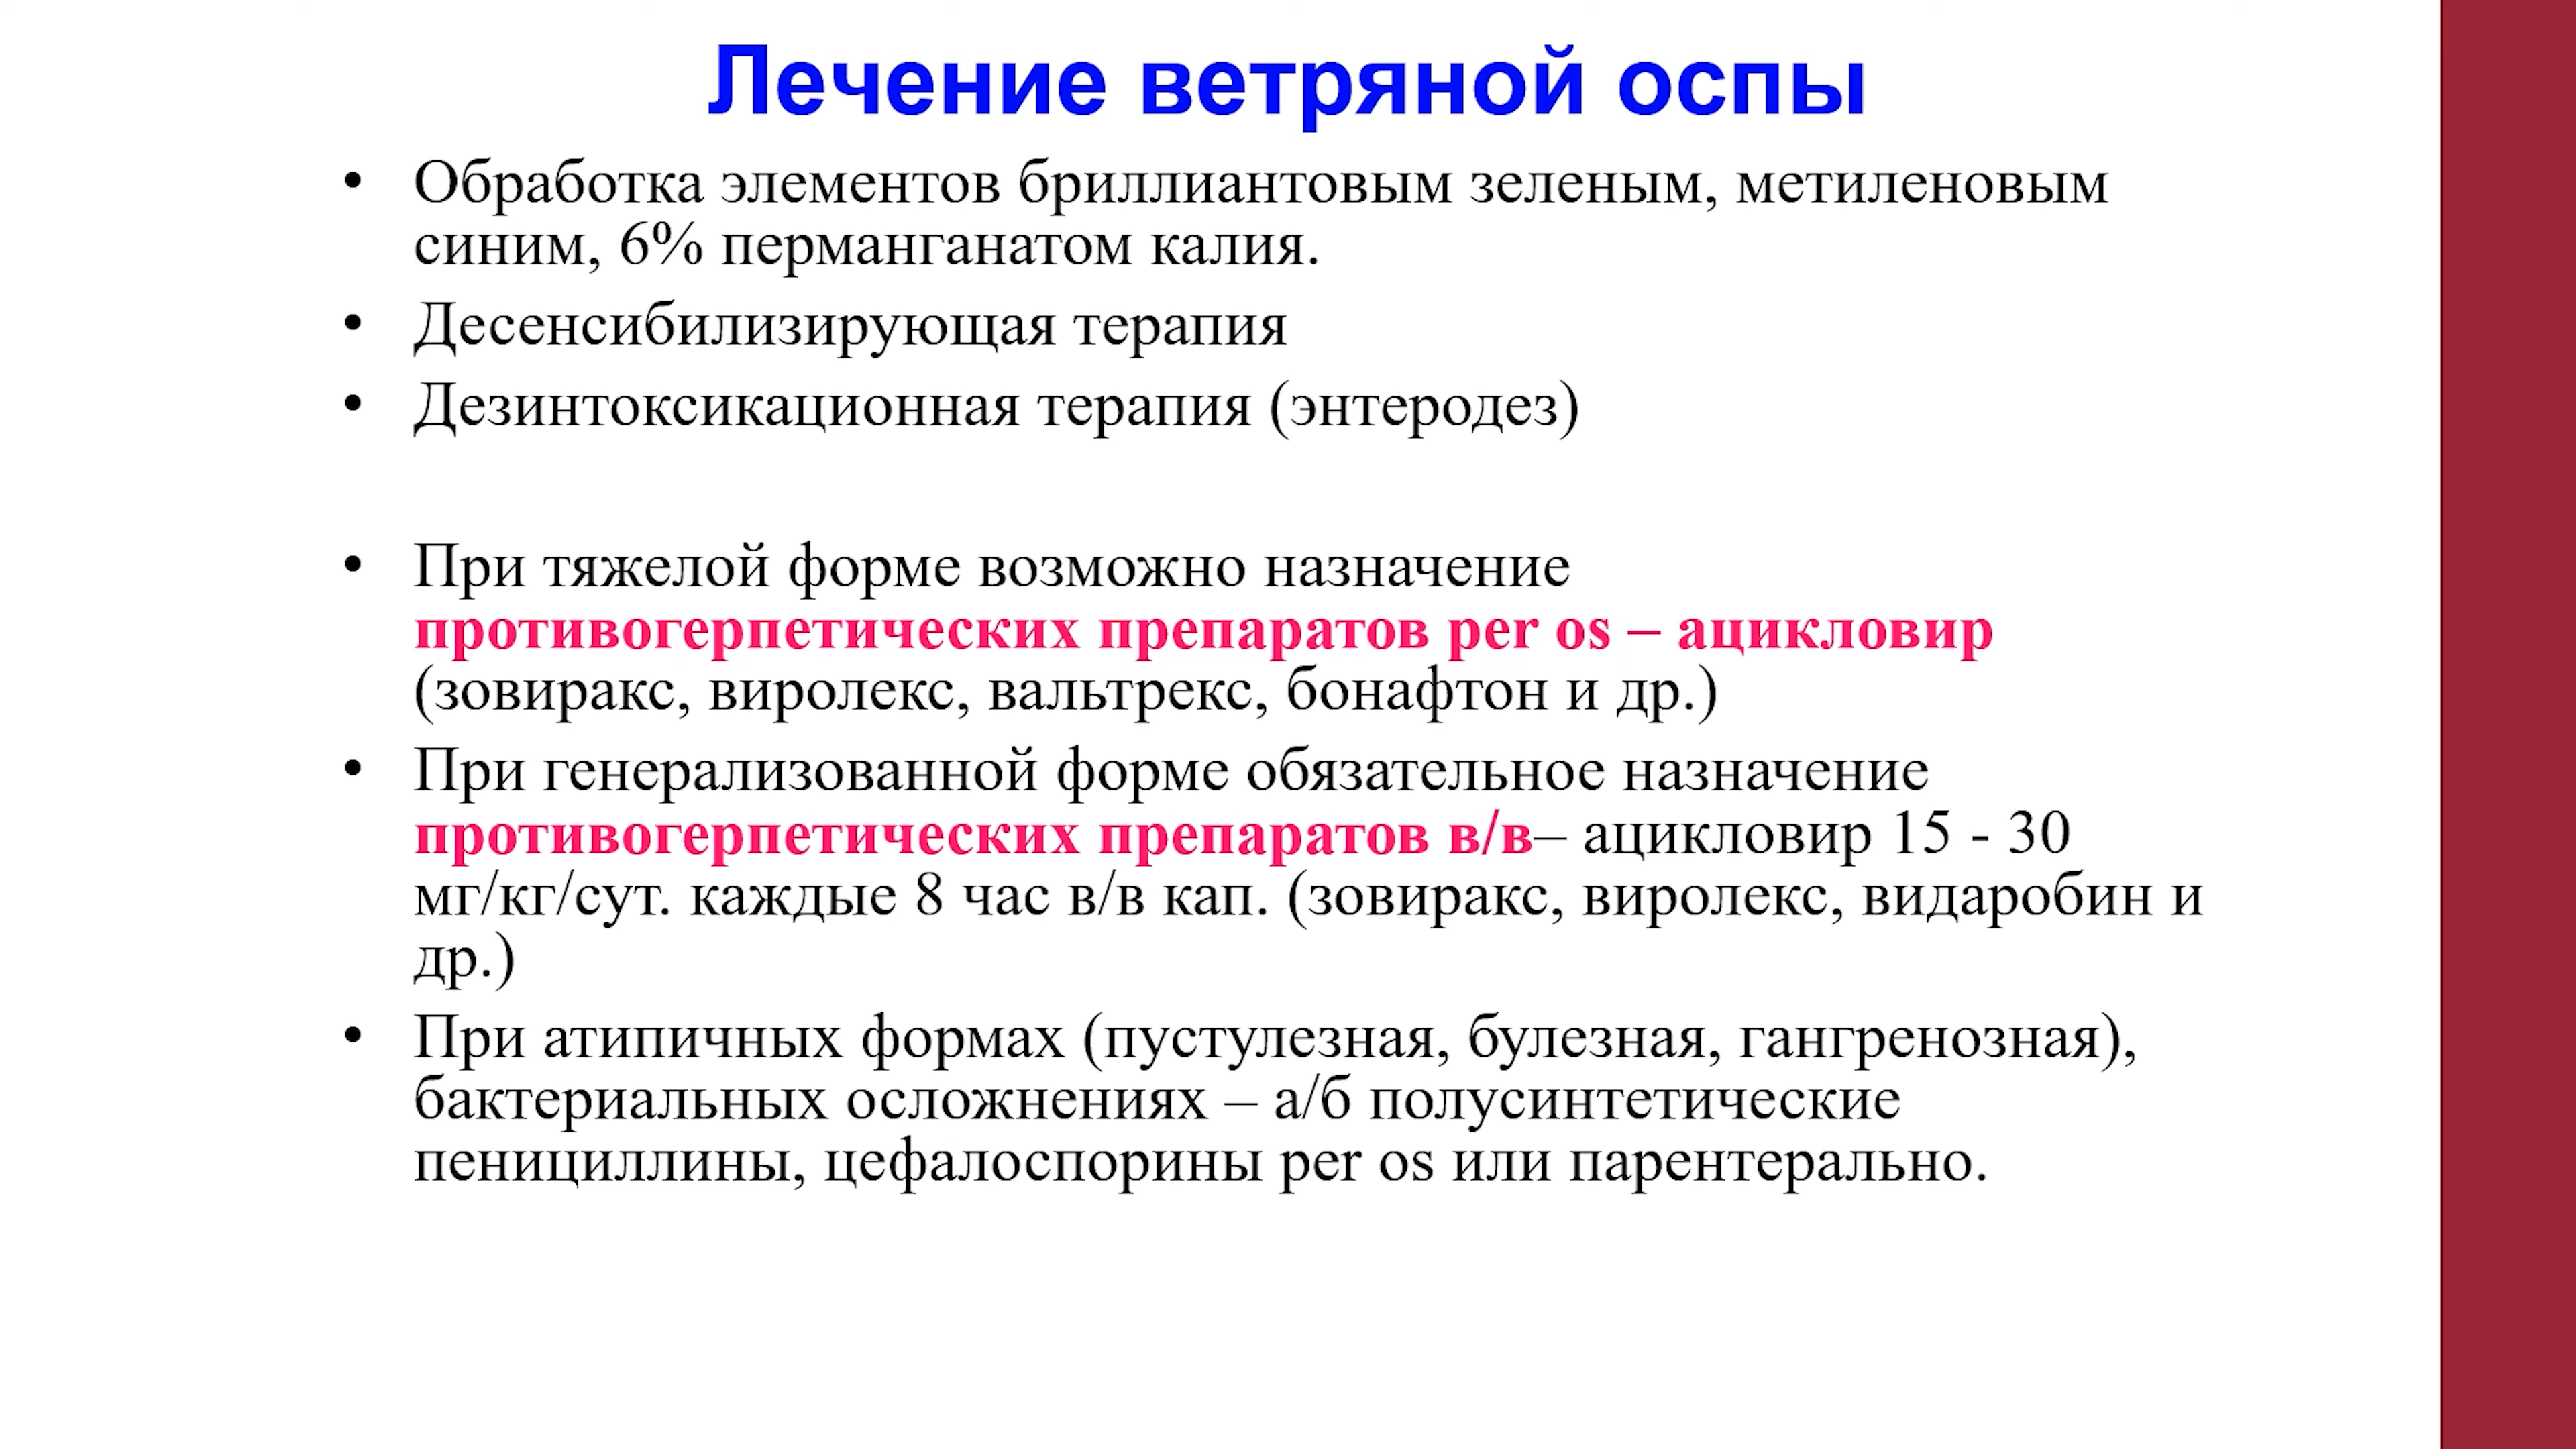 Лечение ветряной оспы
• Обработка элементов бриллиантовым зеленым, метиленовым
синим, 6% перманганатом калия.
• Десенсибилизирующая терапия
• Дезинтоксикационная терапия (энтеродез)
• При тяжелой форме возможно назначение
противогерпетических препаратов per os – ацикловир
(зовиракс, виролекс, вальтрекс, бонафтон и др.)
• При генерализованной форме обязательное назначение
противогерпетических препаратов в/в– ацикловир 15 - 30
мг/кг/сут. каждые 8 час в/в кап. (зовиракс, виролекс, видаробин и
др.)
• При атипичных формах (пустулезная, булезная, гангренозная),
бактериальных осложнениях – а/б полусинтетические
пенициллины, цефалоспорины per os или парентерально.